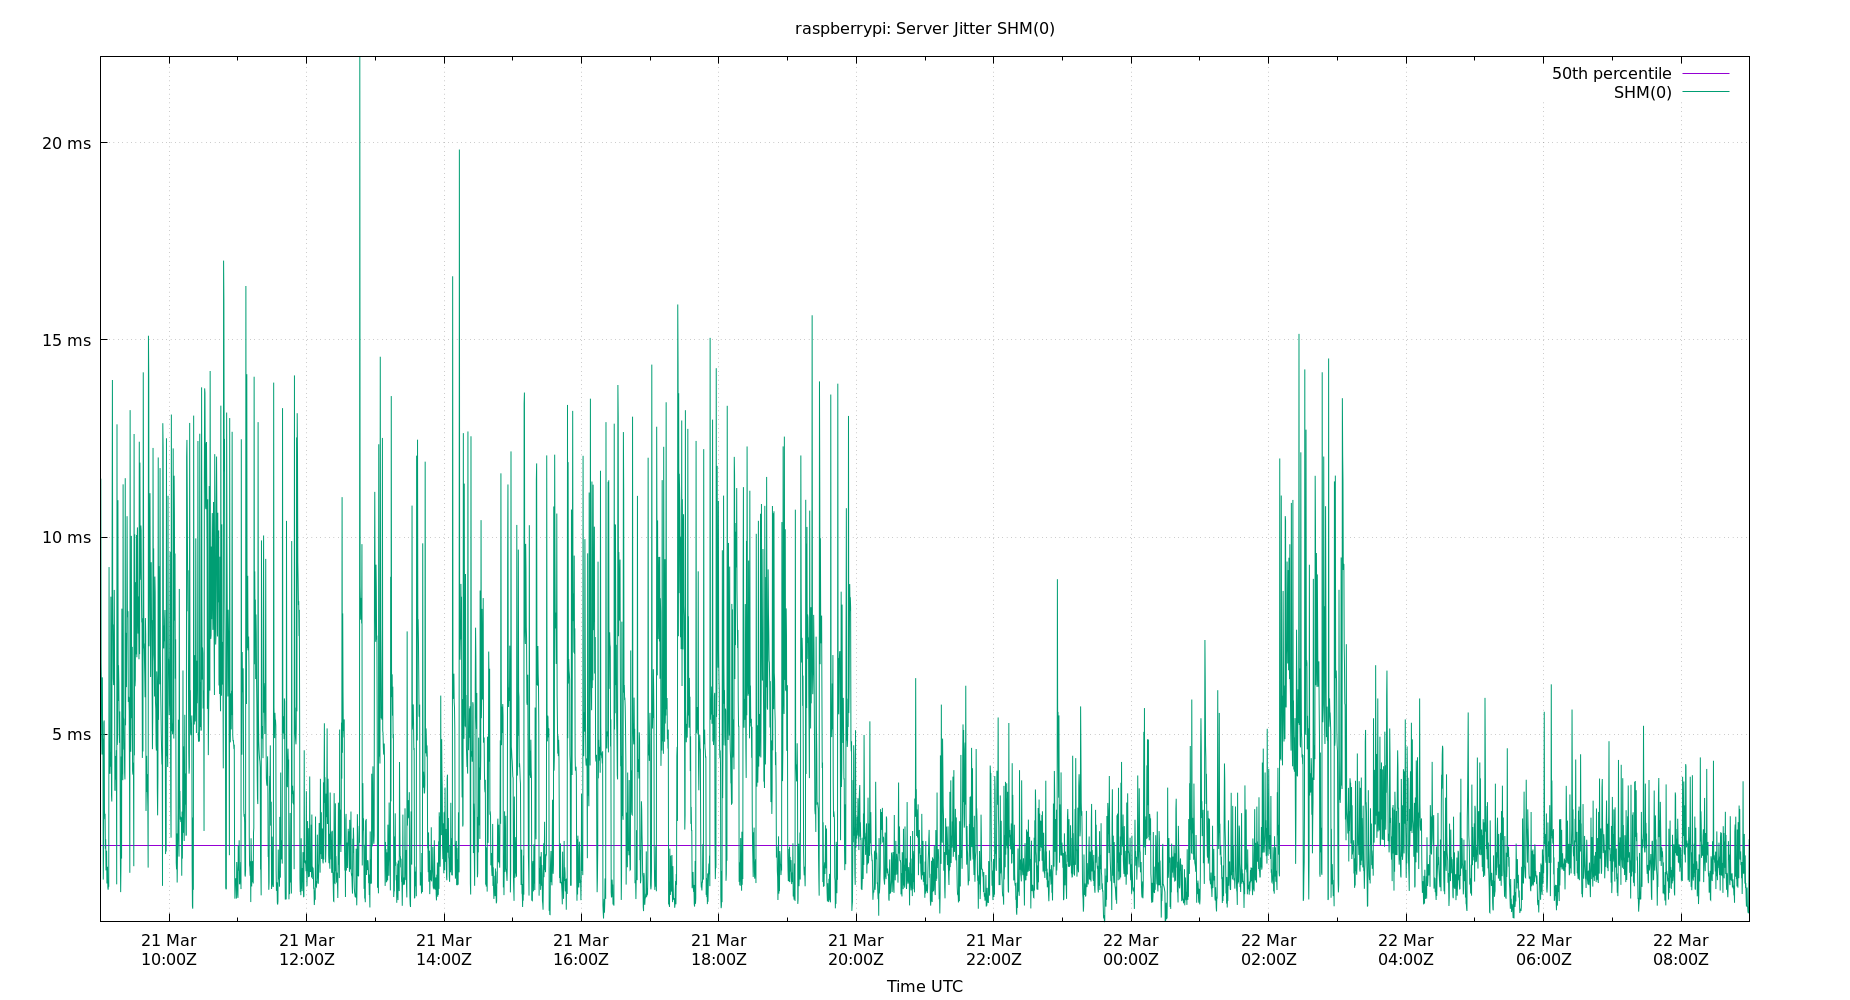 raspberrypi: Server Jitter SHM(0)
50th percentile
SHM(0)
20 ms
15 ms
10 ms
5 ms
21 Mar 21 Mar 21 Mar 21 Mar 21 Mar 21 Mar 21 Mar 22 Mar 22 Mar 22 Mar 22 Mar 22 Mar
10:00Z 12:00Z 14:00Z 16:00Z 18:00Z 20:00Z 22:00Z 00:00Z 02:00Z 04:00Z 06:00Z 08:00Z
Time UTC